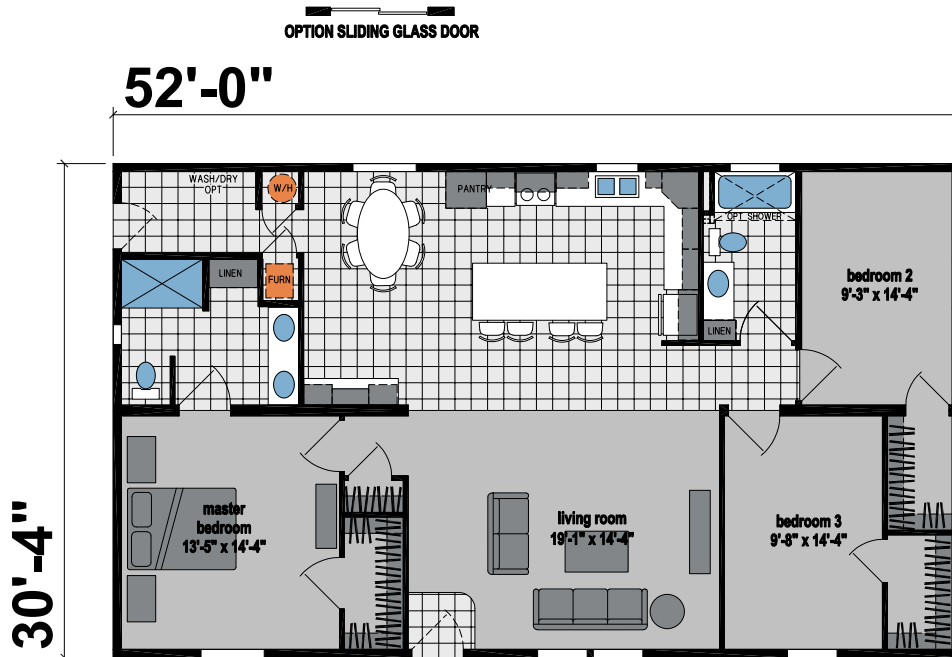 OPTION SLIDING GLASS DOOR
52'-0"
WASH/DRY
OPT
W/H
PANTRY
OPT SHOWER
LINEN
FURN
bedroom 2
9'-3" x 14'-4"
LINEN
master
bedroom
13'-5" x 14'-4"
living room
19'-1" x 14'-4"
bedroom 3
9'-8" x 14'-4"
30'-4"